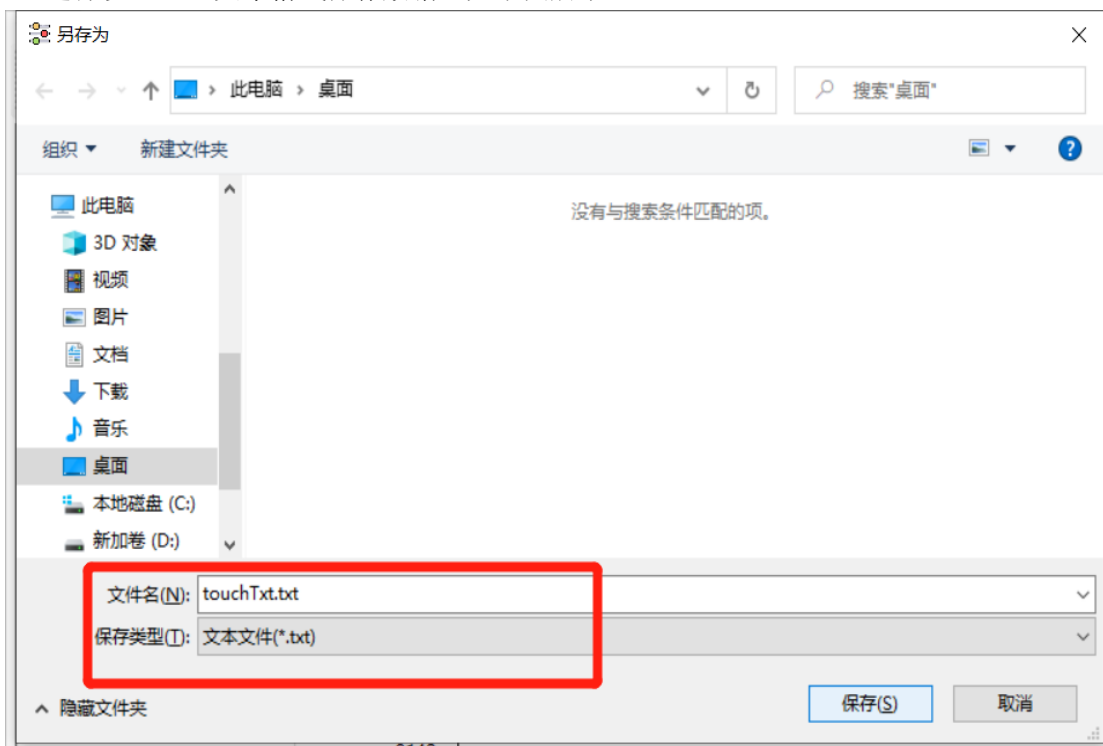 另存为
此电脑 › 桌面
搜索"桌面"
组织
新建文件夹
此电脑
没有与搜索条件匹配的项。
3D 对象
视频
图片
文档
下载
音乐
桌面
本地磁盘 (C:)
新加卷 (D:)
文件名(N): touchTxt.txt
保存类型(T): 文本文件(*.txt)
隐藏文件夹
保存(S)
取消